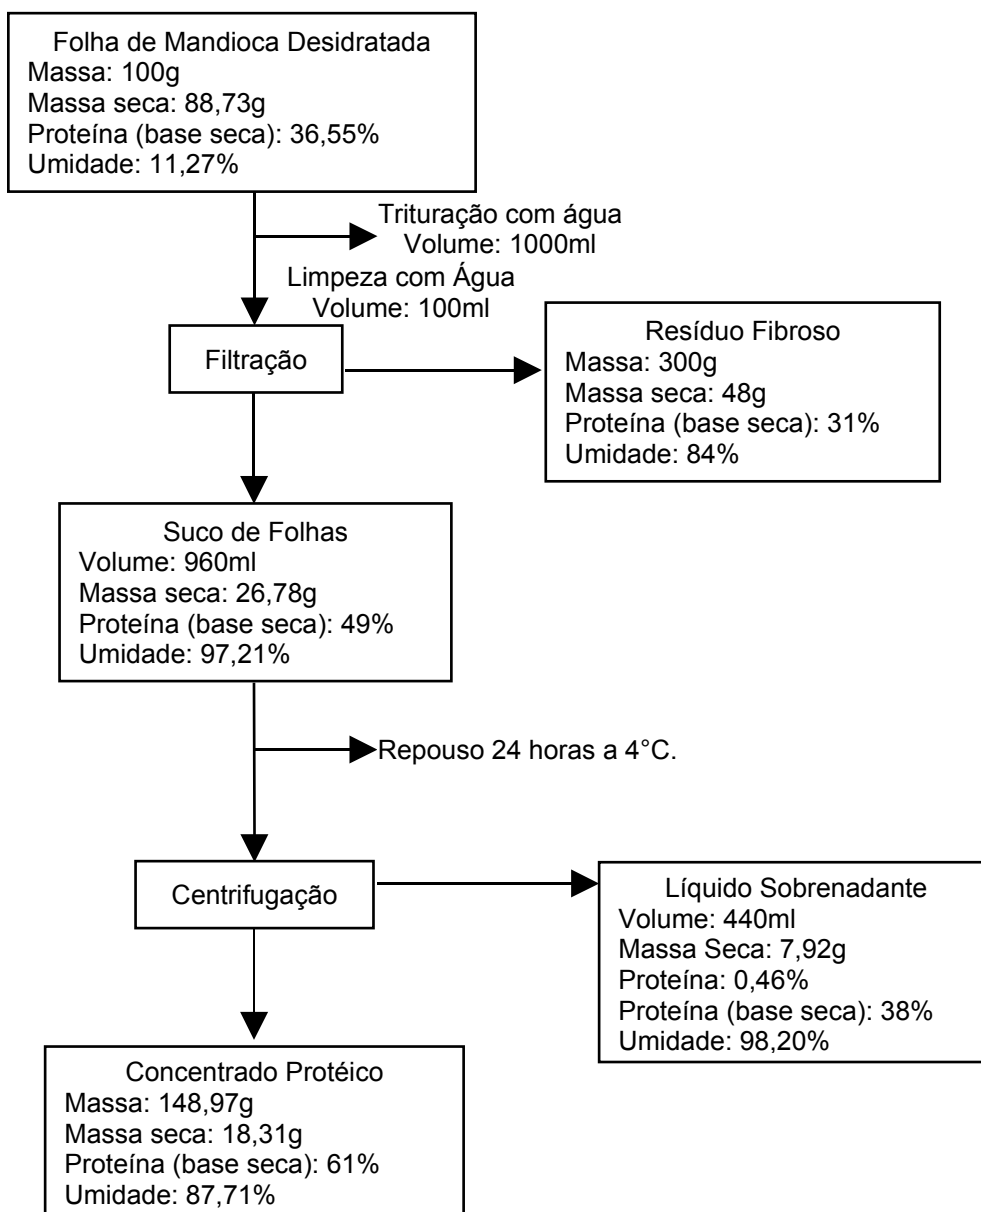 Folha de Mandioca Desidratada
Massa: 100g
Massa seca: 88,73g
Proteína (base seca): 36,55%
Umidade: 11,27%
Trituração com água
Volume: 1000ml
Limpeza com Água
Volume: 100ml
Filtração
Resíduo Fibroso
Massa: 300g
Massa seca: 48g
Proteína (base seca): 31%
Umidade: 84%
Suco de Folhas
Volume: 960ml
Massa seca: 26,78g
Proteína (base seca): 49%
Umidade: 97,21%
Repouso 24 horas a 4°C.
Centrifugação
Líquido Sobrenadante
Volume: 440ml
Massa Seca: 7,92g
Proteína: 0,46%
Proteína (base seca): 38%
Umidade: 98,20%
Concentrado Protéico
Massa: 148,97g
Massa seca: 18,31g
Proteína (base seca): 61%
Umidade: 87,71%